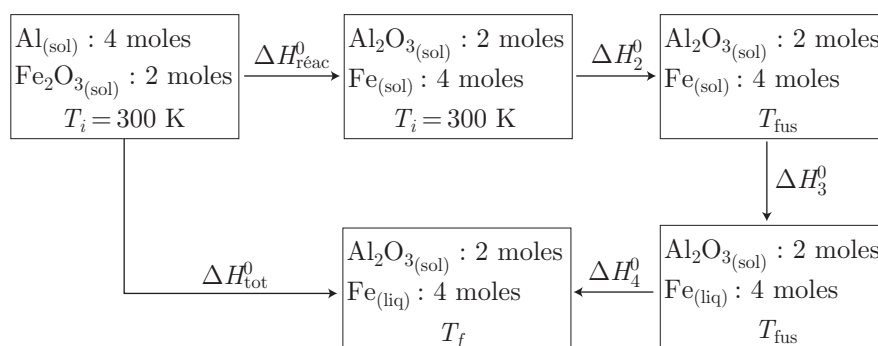 Al(sol) : 4 moles
Fe2O3(sol) : 2 moles
Ti = 300 K
ΔH⁰réac
Al2O3(sol) : 2 moles
Fe(sol) : 4 moles
Ti = 300 K
ΔH⁰2
Al2O3(sol) : 2 moles
Fe(sol) : 4 moles
Tfus
ΔH⁰3
ΔH⁰tot
Al2O3(sol) : 2 moles
Fe(liq) : 4 moles
Tf
ΔH⁰4
Al2O3(sol) : 2 moles
Fe(liq) : 4 moles
Tfus